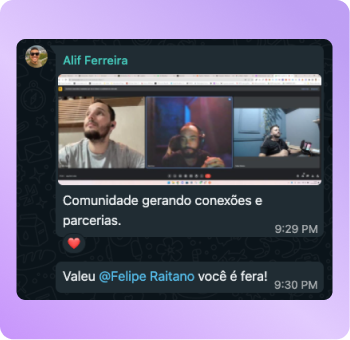 Alif Ferreira
Comunidade gerando conexões e
parcerias.
9:29 PM
Valeu @Felipe Raitano você é fera!
9:30 PM